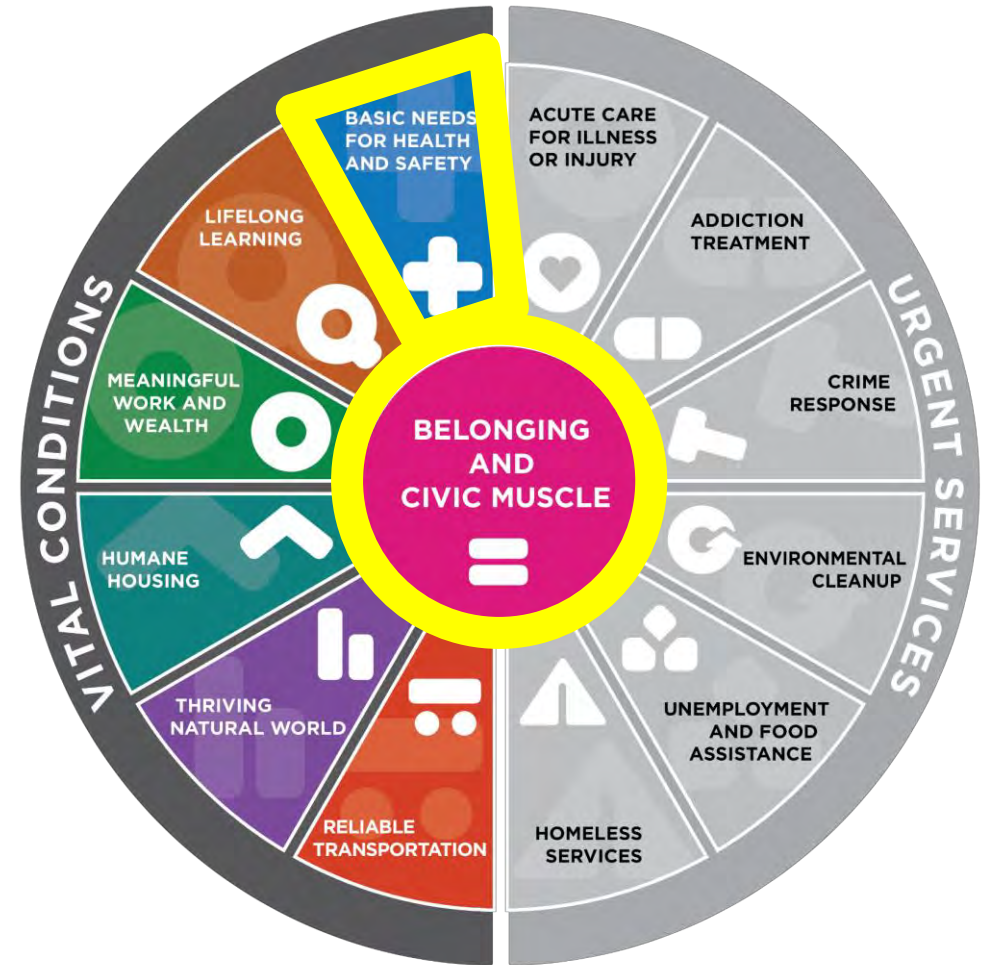 BASIC NEEDS
FOR HEALTH
AND SAFETY
ACUTE CARE
FOR ILLNESS
OR INJURY
LIFELONG
LEARNING
ADDICTION
TREATMENT
VITAL CONDITIONS
URGENT SERVICES
MEANINGFUL
WORK AND
WEALTH
CRIME
RESPONSE
BELONGING
AND
CIVIC MUSCLE
HUMANE
HOUSING
ENVIRONMENTAL
CLEANUP
THRIVING
NATURAL WORLD
UNEMPLOYMENT
AND FOOD
ASSISTANCE
RELIABLE
TRANSPORTATION
HOMELESS
SERVICES